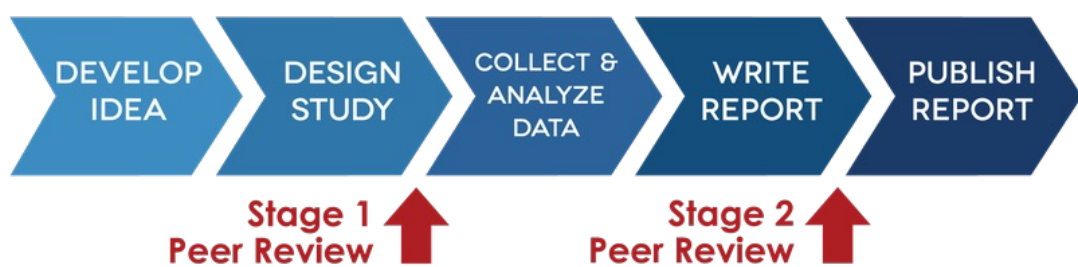 DEVELOP
IDEA
DESIGN
STUDY
COLLECT &
ANALYZE
DATA
WRITE
REPORT
PUBLISH
REPORT
Stage 1
Peer Review
Stage 2
Peer Review